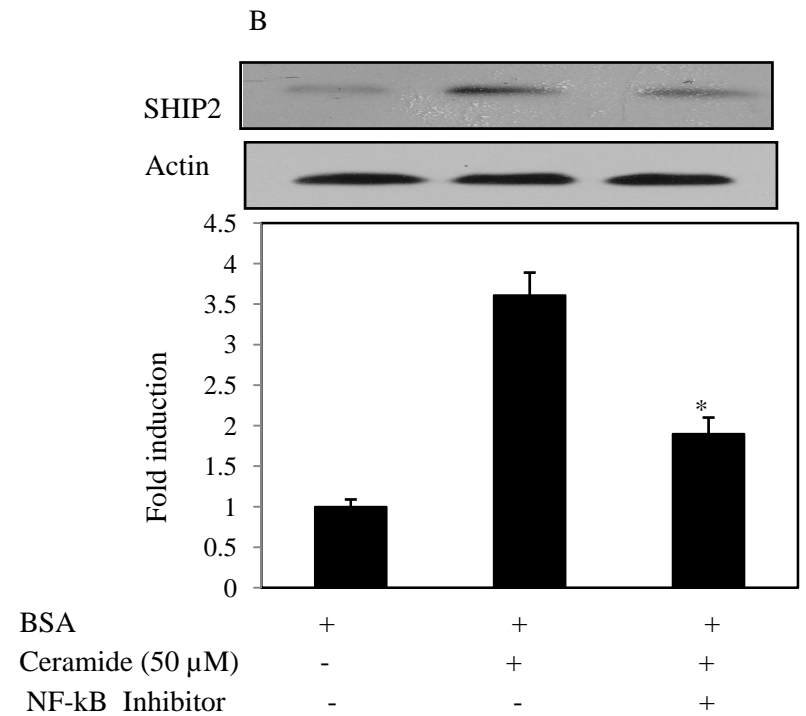 B
SHIP2
Actin
4.5
4
3.5
3
2.5
2
1.5
1
0.5
0
Fold induction
*
BSA + + +
Ceramide (50 µM) - + +
NF-kB Inhibitor - - +